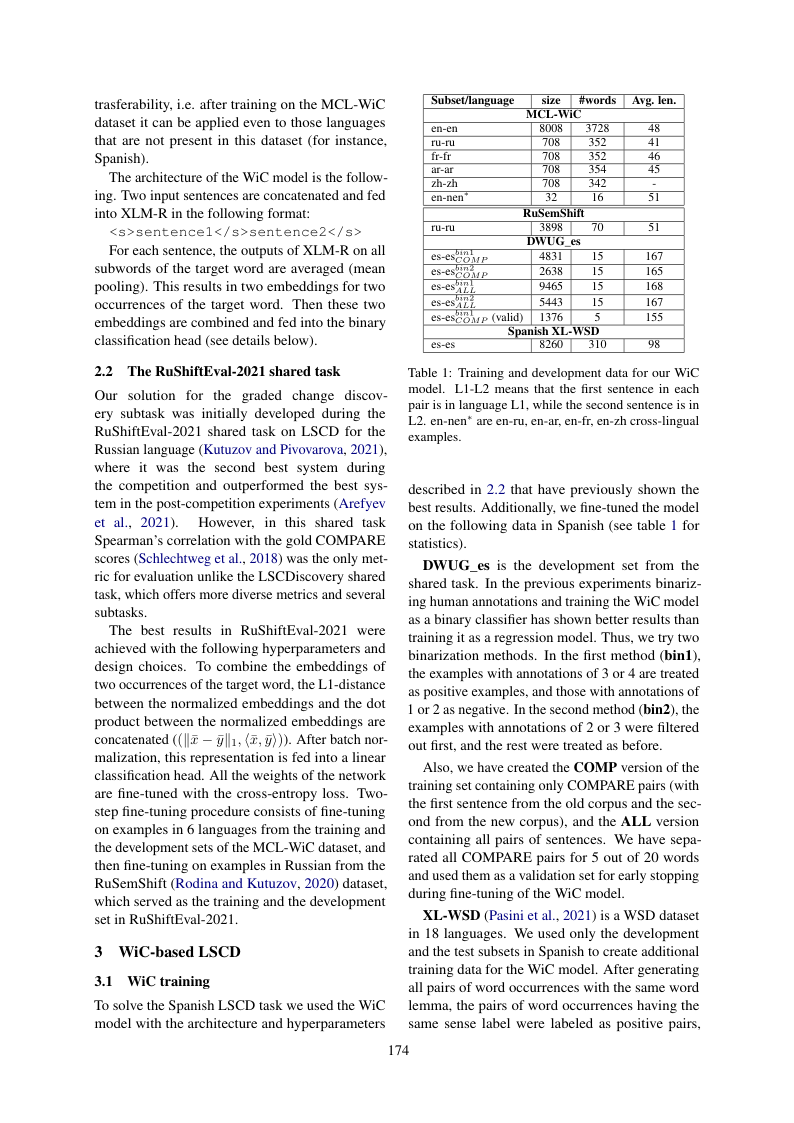 trasferability, i.e. after training on the MCL-WiC
dataset it can be applied even to those languages
that are not present in this dataset (for instance,
Spanish).
The architecture of the WiC model is the follow-
ing. Two input sentences are concatenated and fed
into XLM-R in the following format:
<s>sentence1</s>sentence2</s>
For each sentence, the outputs of XLM-R on all
subwords of the target word are averaged (mean
pooling). This results in two embeddings for two
occurrences of the target word. Then these two
embeddings are combined and fed into the binary
classification head (see details below).
2.2 The RuShiftEval-2021 shared task
Our solution for the graded change discov-
ery subtask was initially developed during the
RuShiftEval-2021 shared task on LSCD for the
Russian language (Kutuzov and Pivovarova, 2021),
where it was the second best system during
the competition and outperformed the best sys-
tem in the post-competition experiments (Arefyev
et al., 2021). However, in this shared task
Spearman's correlation with the gold COMPARE
scores (Schlechtweg et al., 2018) was the only met-
ric for evaluation unlike the LSCDiscovery shared
task, which offers more diverse metrics and several
subtasks.
The best results in RuShiftEval-2021 were
achieved with the following hyperparameters and
design choices. To combine the embeddings of
two occurrences of the target word, the L1-distance
between the normalized embeddings and the dot
product between the normalized embeddings are
concatenated ((‖x̄ − ȳ‖₁, ⟨x̄, ȳ⟩)). After batch nor-
malization, this representation is fed into a linear
classification head. All the weights of the network
are fine-tuned with the cross-entropy loss. Two-
step fine-tuning procedure consists of fine-tuning
on examples in 6 languages from the training and
the development sets of the MCL-WiC dataset, and
then fine-tuning on examples in Russian from the
RuSemShift (Rodina and Kutuzov, 2020) dataset,
which served as the training and the development
set in RuShiftEval-2021.
3 WiC-based LSCD
3.1 WiC training
To solve the Spanish LSCD task we used the WiC
model with the architecture and hyperparameters
Subset/language size #words Avg. len.
MCL-WiC
en-en 8008 3728 48
ru-ru 708 352 41
fr-fr 708 352 46
ar-ar 708 354 45
zh-zh 708 342 -
en-nen* 32 16 51
RuSemShift
ru-ru 3898 70 51
DWUG_es
es-es^{bin1}_{COMP} 4831 15 167
es-es^{bin2}_{COMP} 2638 15 165
es-es^{bin1}_{ALL} 9465 15 168
es-es^{bin2}_{ALL} 5443 15 167
es-es^{bin1}_{COMP} (valid) 1376 5 155
Spanish XL-WSD
es-es 8260 310 98
Table 1: Training and development data for our WiC
model. L1-L2 means that the first sentence in each
pair is in language L1, while the second sentence is in
L2. en-nen* are en-ru, en-ar, en-fr, en-zh cross-lingual
examples.
described in 2.2 that have previously shown the
best results. Additionally, we fine-tuned the model
on the following data in Spanish (see table 1 for
statistics).
DWUG_es is the development set from the
shared task. In the previous experiments binariz-
ing human annotations and training the WiC model
as a binary classifier has shown better results than
training it as a regression model. Thus, we try two
binarization methods. In the first method (bin1),
the examples with annotations of 3 or 4 are treated
as positive examples, and those with annotations of
1 or 2 as negative. In the second method (bin2), the
examples with annotations of 2 or 3 were filtered
out first, and the rest were treated as before.
Also, we have created the COMP version of the
training set containing only COMPARE pairs (with
the first sentence from the old corpus and the sec-
ond from the new corpus), and the ALL version
containing all pairs of sentences. We have sepa-
rated all COMPARE pairs for 5 out of 20 words
and used them as a validation set for early stopping
during fine-tuning of the WiC model.
XL-WSD (Pasini et al., 2021) is a WSD dataset
in 18 languages. We used only the development
and the test subsets in Spanish to create additional
training data for the WiC model. After generating
all pairs of word occurrences with the same word
lemma, the pairs of word occurrences having the
same sense label were labeled as positive pairs,
174